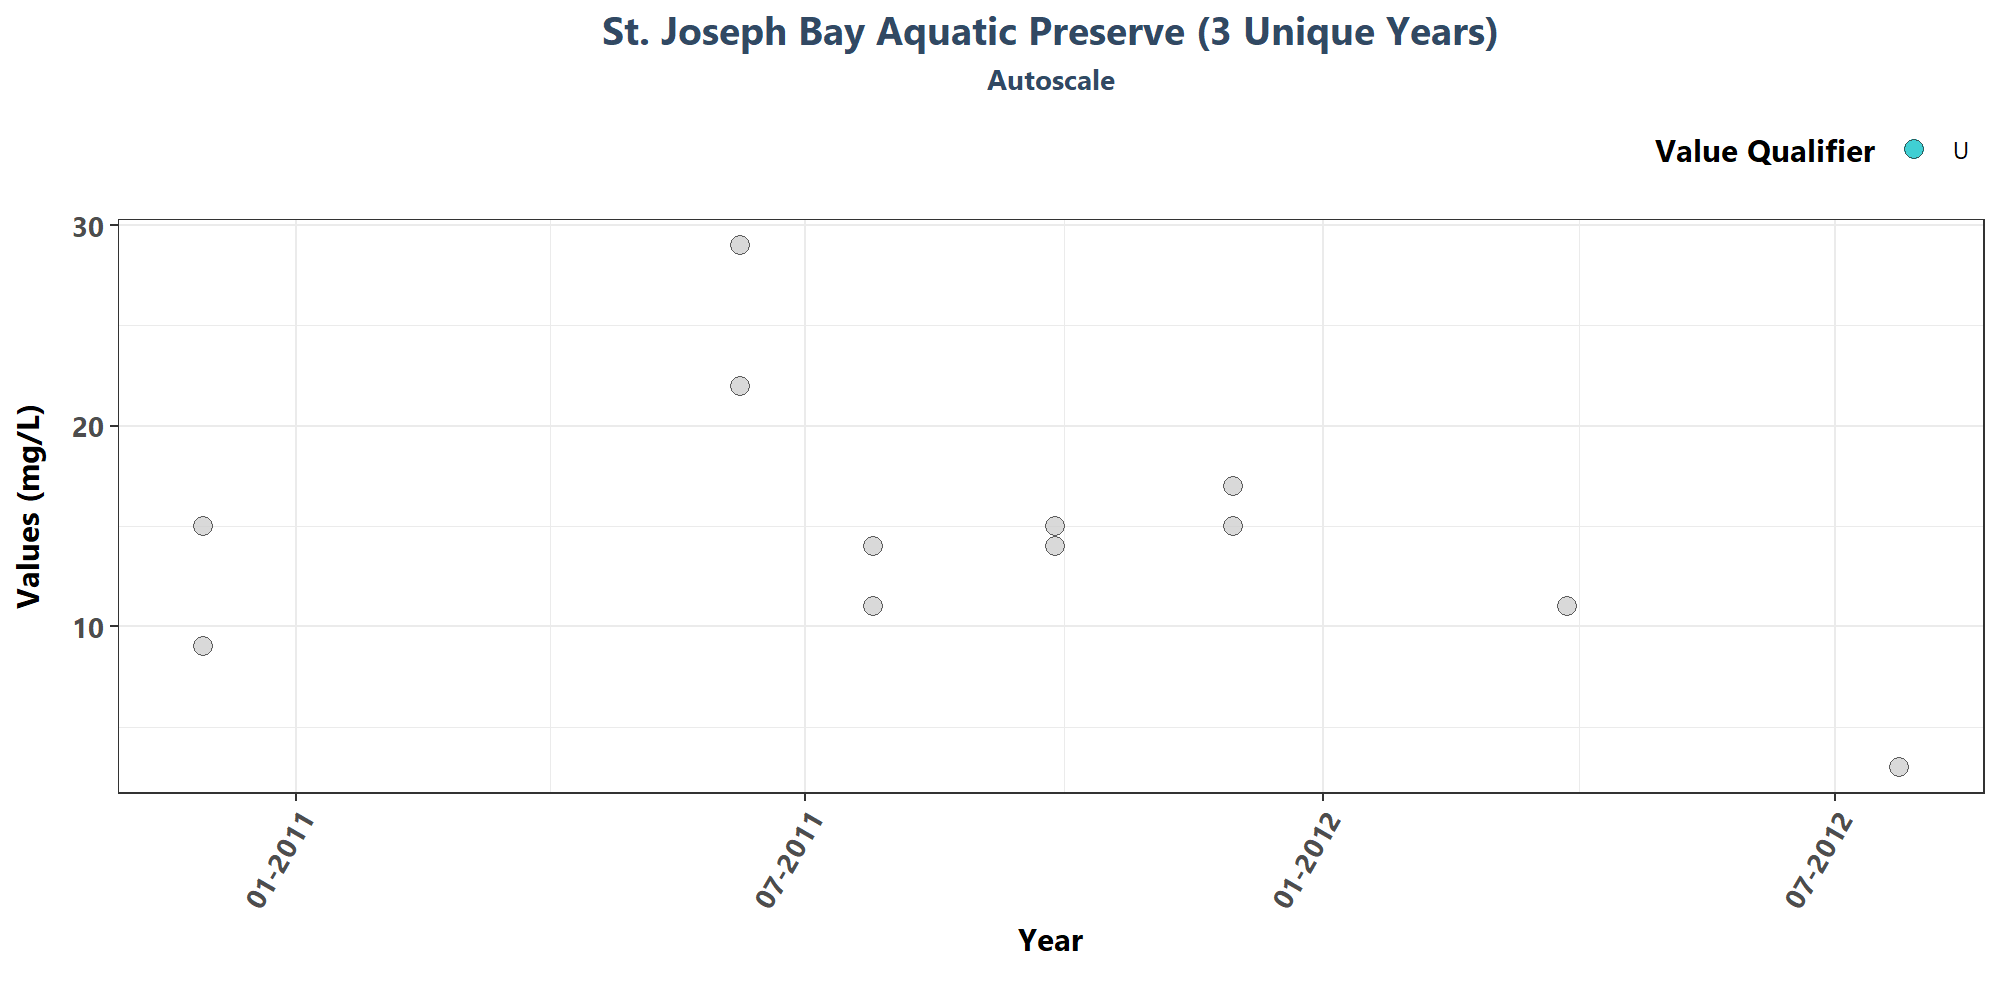 St. Joseph Bay Aquatic Preserve (3 Unique Years)
Autoscale
Value Qualifier U
30
20
10
Values (mg/L)
01-2011
07-2011
01-2012
07-2012
Year